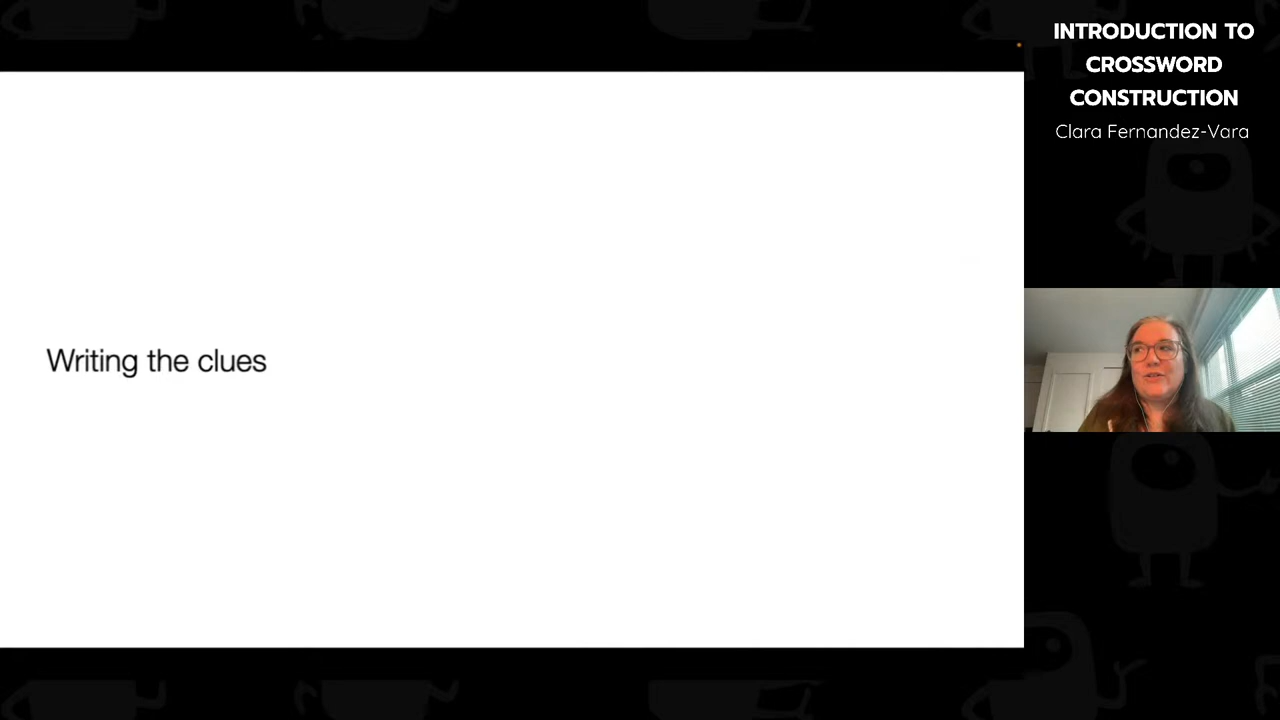 INTRODUCTION TO
CROSSWORD
CONSTRUCTION
Clara Fernandez-Vara
Writing the clues